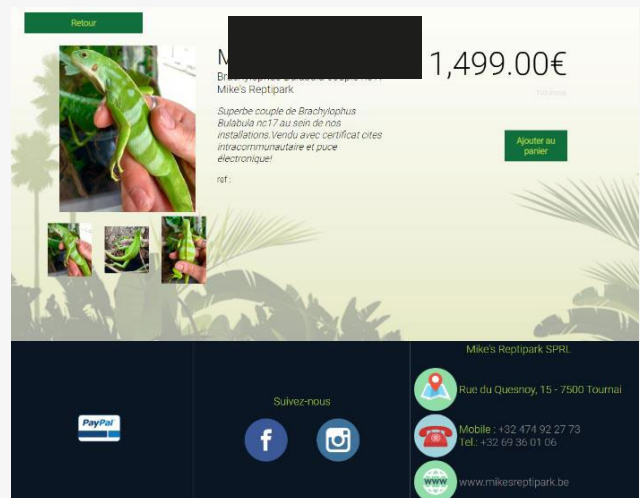 Retour
M
1,499.00€
Mike's Reptipark
Superbe couple de Brachylophus
Bulabula nc17 au sein de nos
installations.Vendu avec certificat cites
intracommunautaire et puce
électronique!
ref :
Ajouter au
panier
Mike's Reptipark SPRL
Rue du Quesnoy, 15 - 7500 Tournai
Suivez-nous
PayPal
Mobile : +32 474 92 27 73
Tel.: +32 69 36 01 06
www
www.mikesreptipark.be